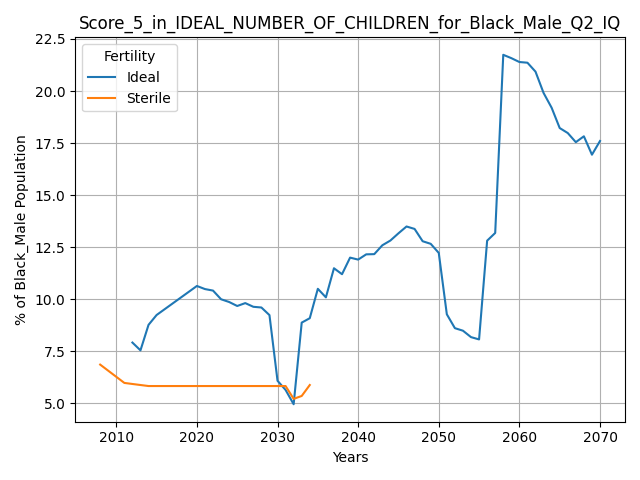 Score_5_in_IDEAL_NUMBER_OF_CHILDREN_for_Black_Male_Q2_IQ
Fertility
Ideal
Sterile
% of Black_Male Population
22.5
20.0
17.5
15.0
12.5
10.0
7.5
5.0
2010 2020 2030 2040 2050 2060 2070
Years